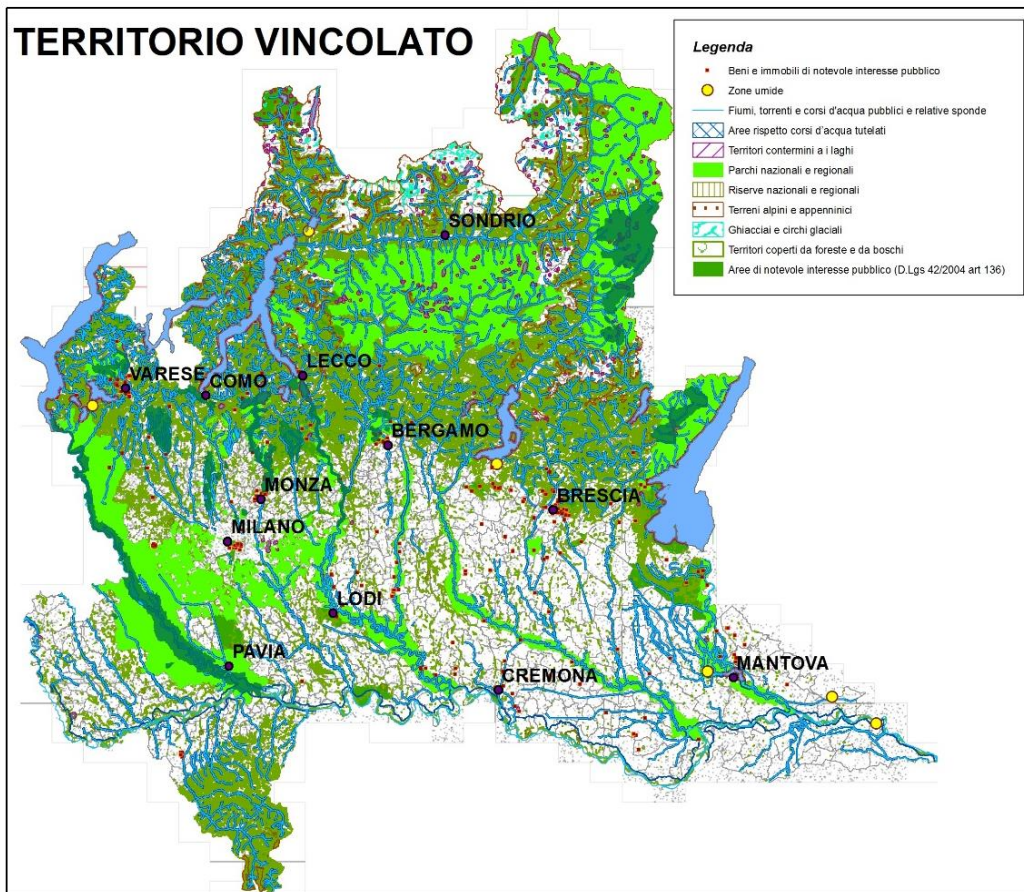 TERRITORIO VINCOLATO
Legenda
Beni e immobili di notevole interesse pubblico
Zone umide
Fiumi, torrenti e corsi d'acqua pubblici e relative sponde
Aree rispetto corsi d'acqua tutelati
Territori contermini a i laghi
Parchi nazionali e regionali
Riserve nazionali e regionali
Terreni alpini e appenninici
Ghiacciai e circhi glaciali
Territori coperti da foreste e da boschi
Aree di notevole interesse pubblico (D.Lgs 42/2004 art 136)
SONDRIO
LECCO
VARESE
COMO
BERGAMO
MONZA
BRESCIA
MILANO
LODI
PAVIA
CREMONA
MANTOVA